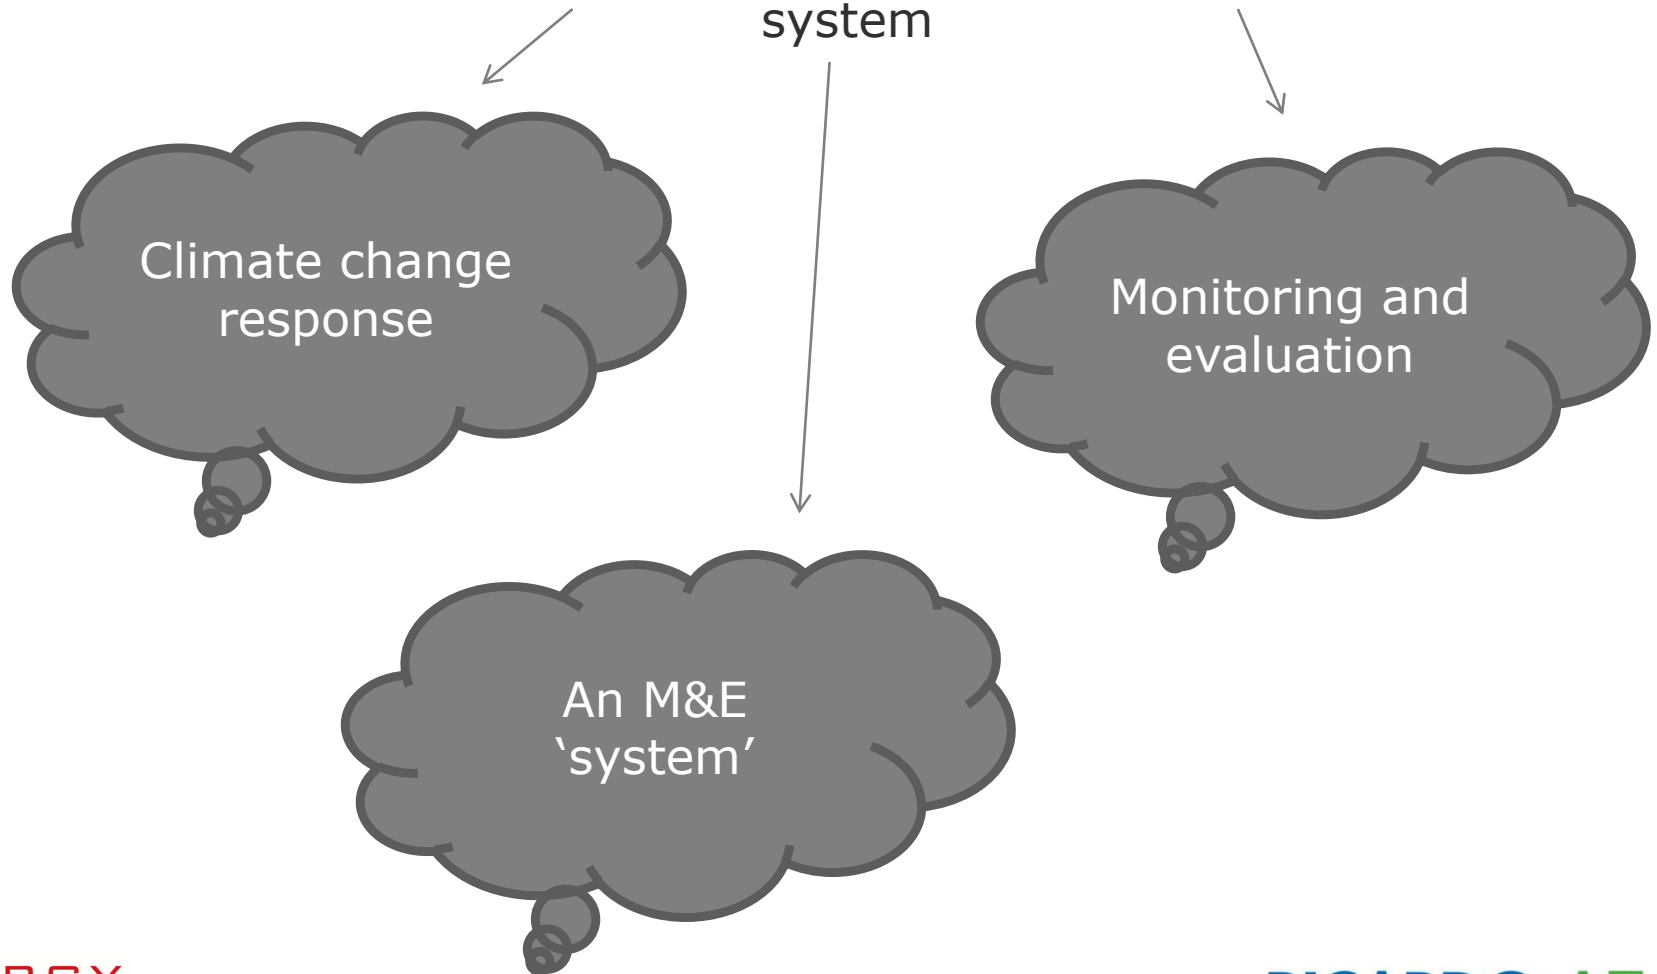 system
Climate change
response
Monitoring and
evaluation
An M&E
‘system’